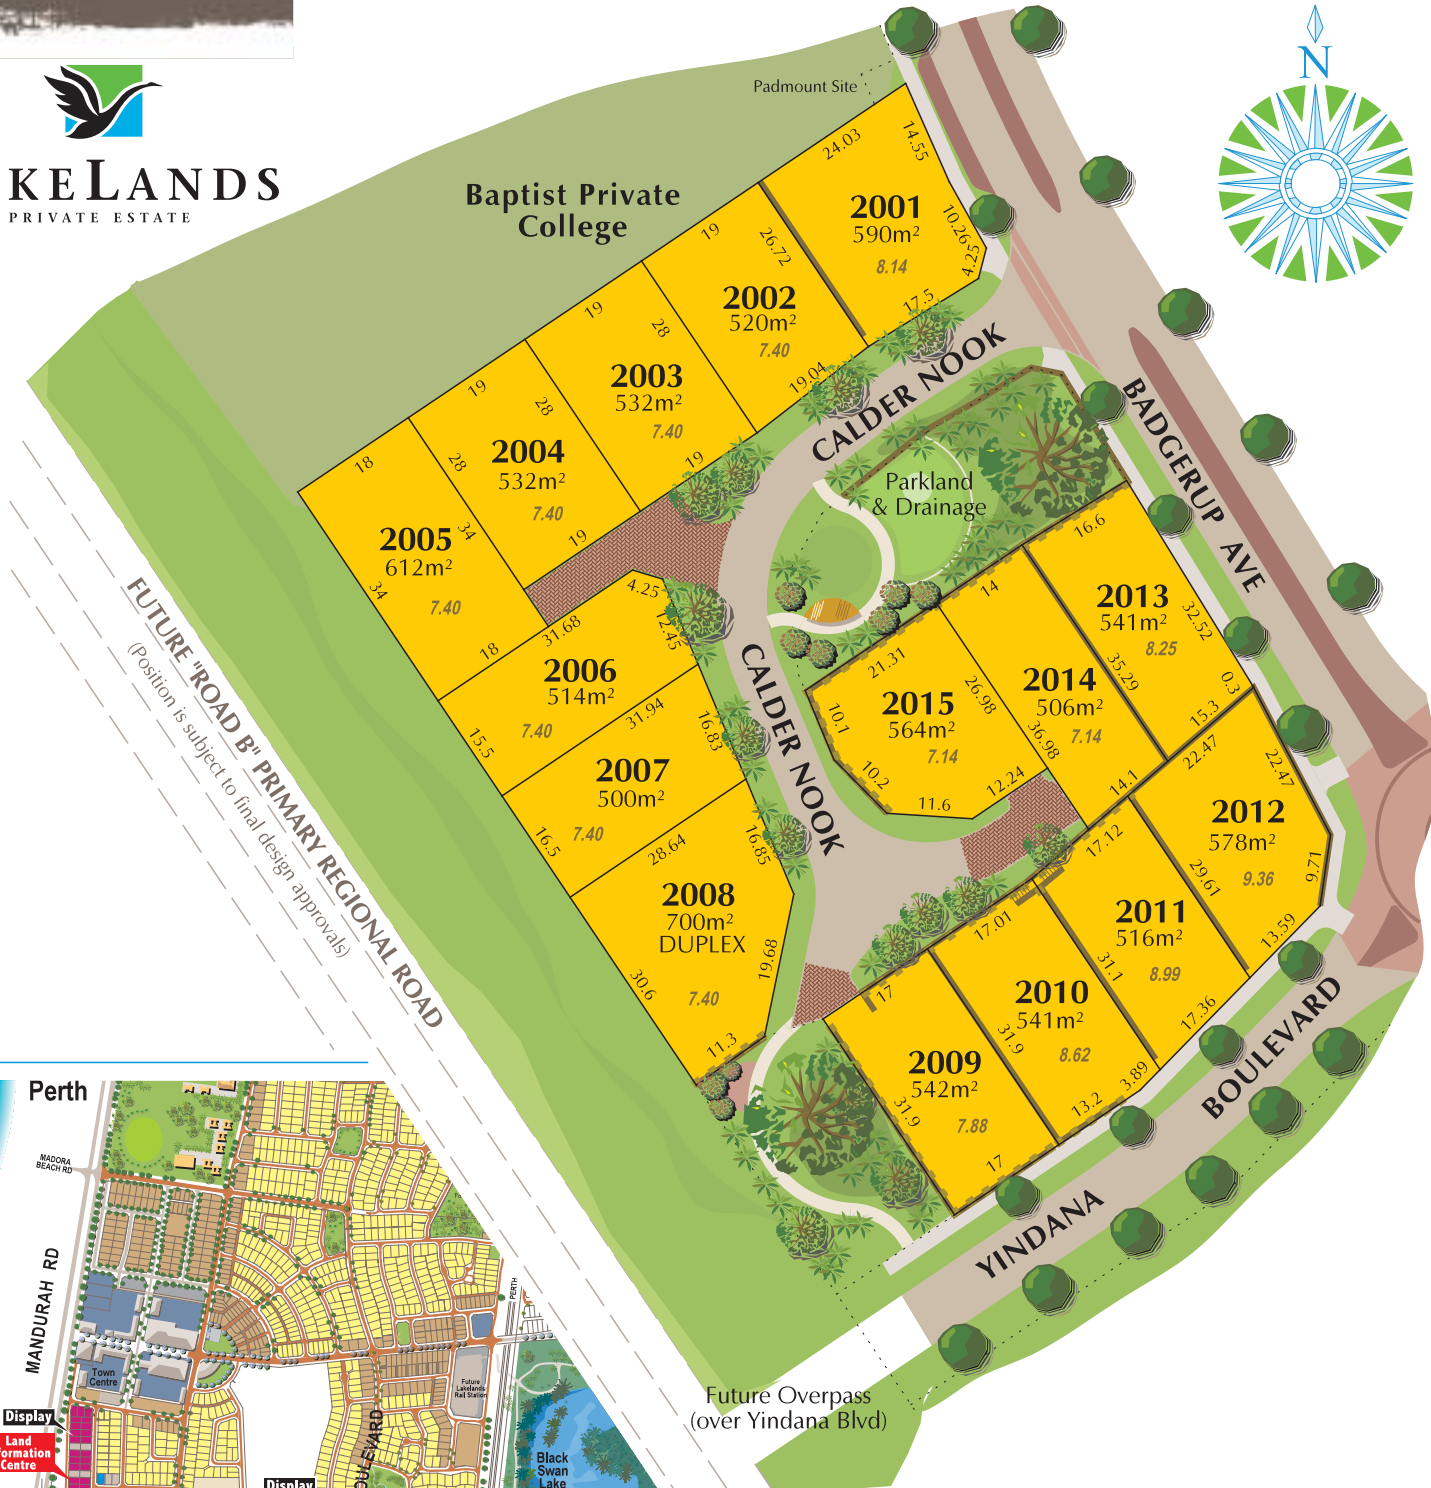 KELANDS
PRIVATE ESTATE
N
Padmount Site
Baptist Private
College
24.03
14.55
10.26
4.25
17.5
2001
590m²
8.14
19
26.72
2002
520m²
7.40
19.04
19
28
2003
532m²
7.40
19
19
28
2004
532m²
7.40
19
18
28
34
2005
612m²
7.40
34
18
4.25
12.45
31.68
2006
514m²
7.40
15.5
31.94
16.83
2007
500m²
7.40
16.5
28.64
16.85
2008
700m²
DUPLEX
7.40
19.68
30.6
11.3
CALDER NOOK
CALDER NOOK
Parkland
& Drainage
BADGERUP AVE
16.6
2013
541m²
8.25
32.52
0.3
15.3
35.29
14
2014
506m²
7.14
36.98
14.1
21.31
26.98
2015
564m²
7.14
10.1
10.2
11.6
12.24
22.47
22.47
2012
578m²
9.36
9.71
29.61
13.59
17.12
2011
516m²
8.99
31.1
17.36
17.01
2010
541m²
8.62
31.9
3.89
13.2
17
2009
542m²
7.88
31.9
17
YINDANA BOULEVARD
FUTURE "ROAD B" PRIMARY REGIONAL ROAD
(Position is subject to final design approvals)
Future Overpass
(over Yindana Blvd)
Perth
MADORA
BEACH RD
MANDURAH RD
PERTH
Town
Centre
Future
Lakelands
Rail Station
Display
Land
formation
Centre
Display
OULEVARD
Black
Swan
Lake